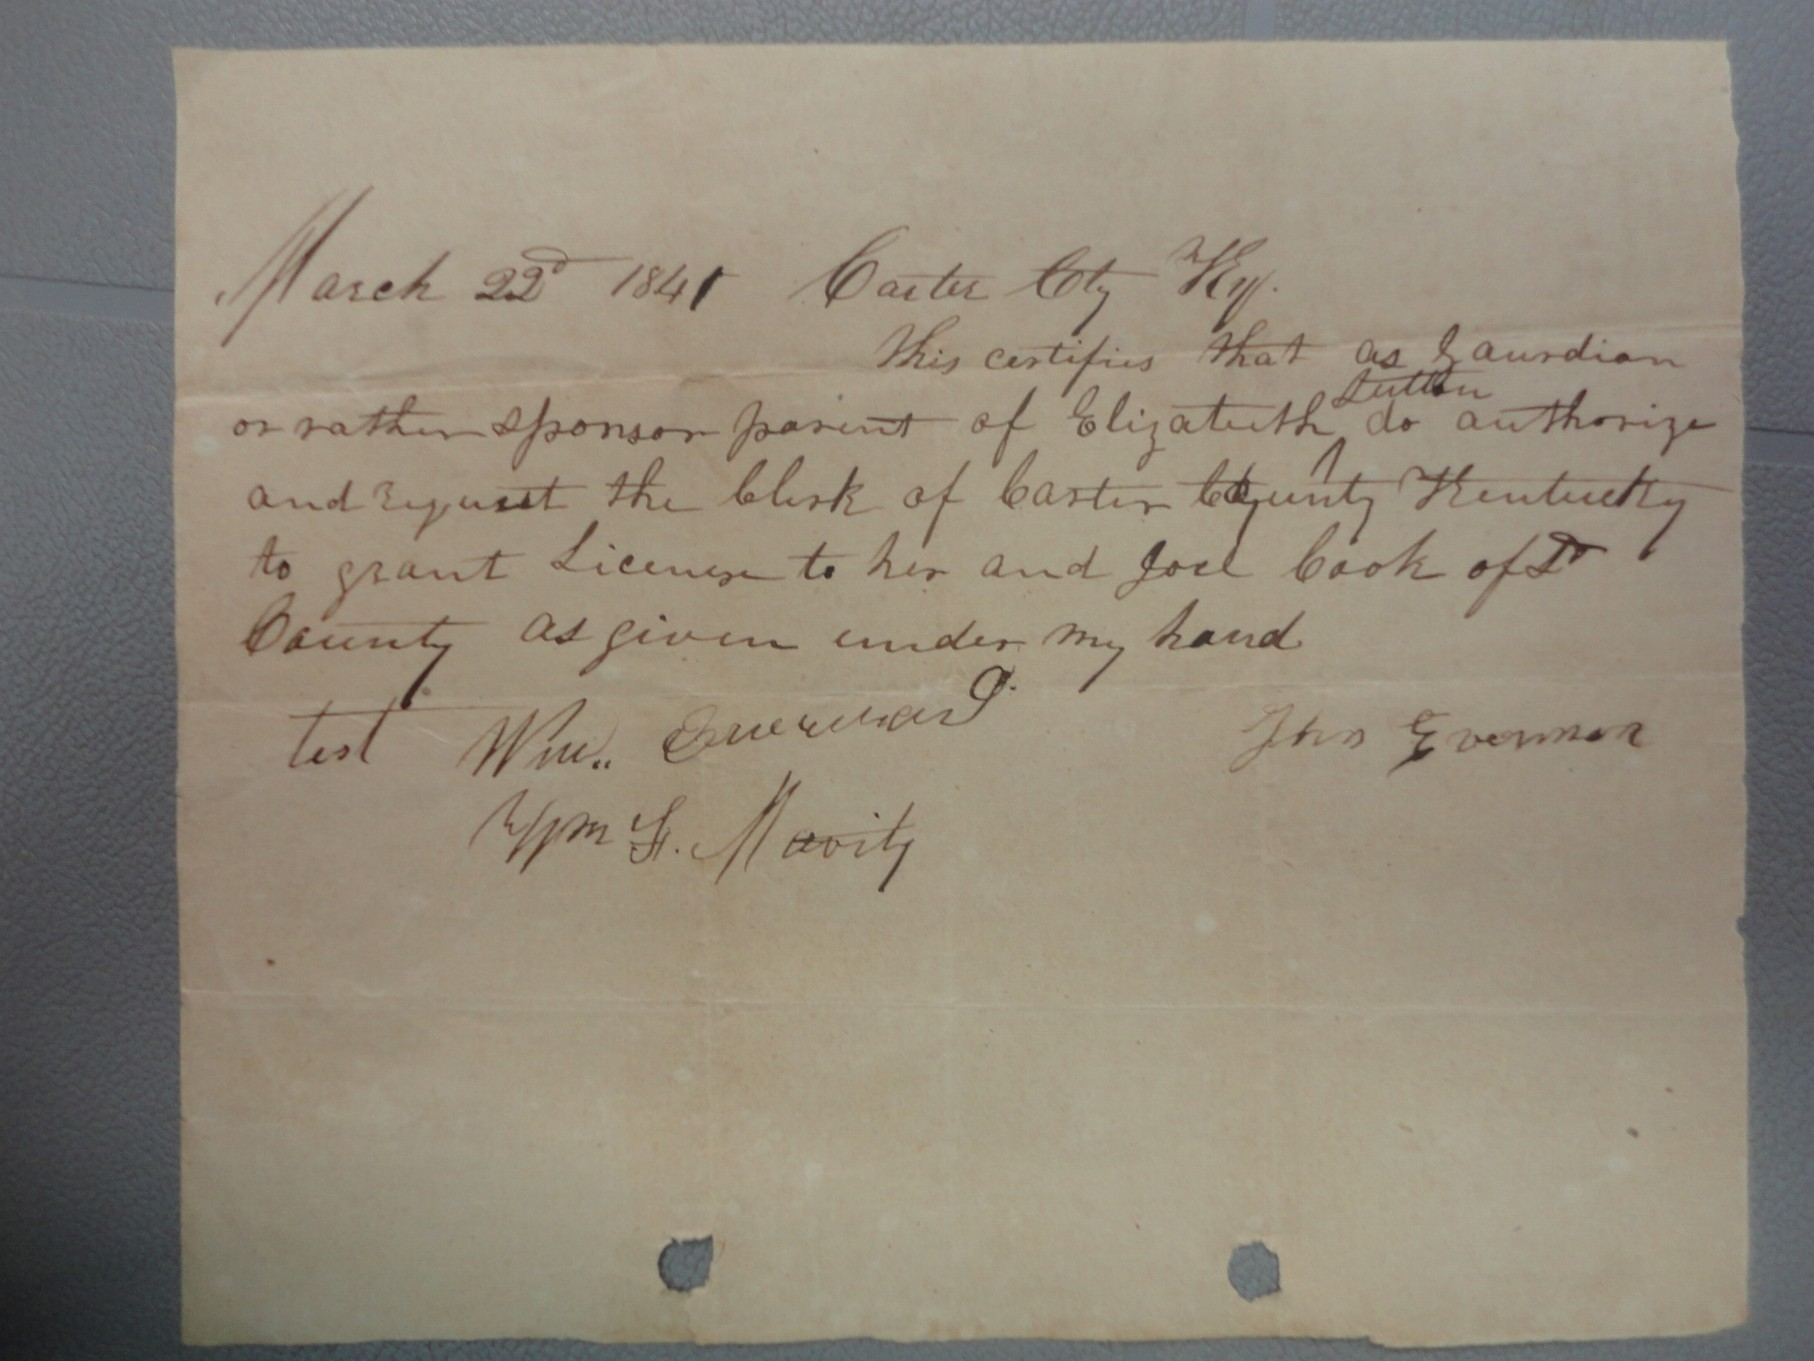 March 22d 1841 Carter Cty Ky.
This certifies that as Gaurdian
Sutton
or rather sponsor parent of Elizabeth ^ do authorize
and request the Clerk of Carter County Kentucky
to grant License to her and Joel Cook of sd
County as given under my hand
test Wm. John Everman
Wm G. Mavity